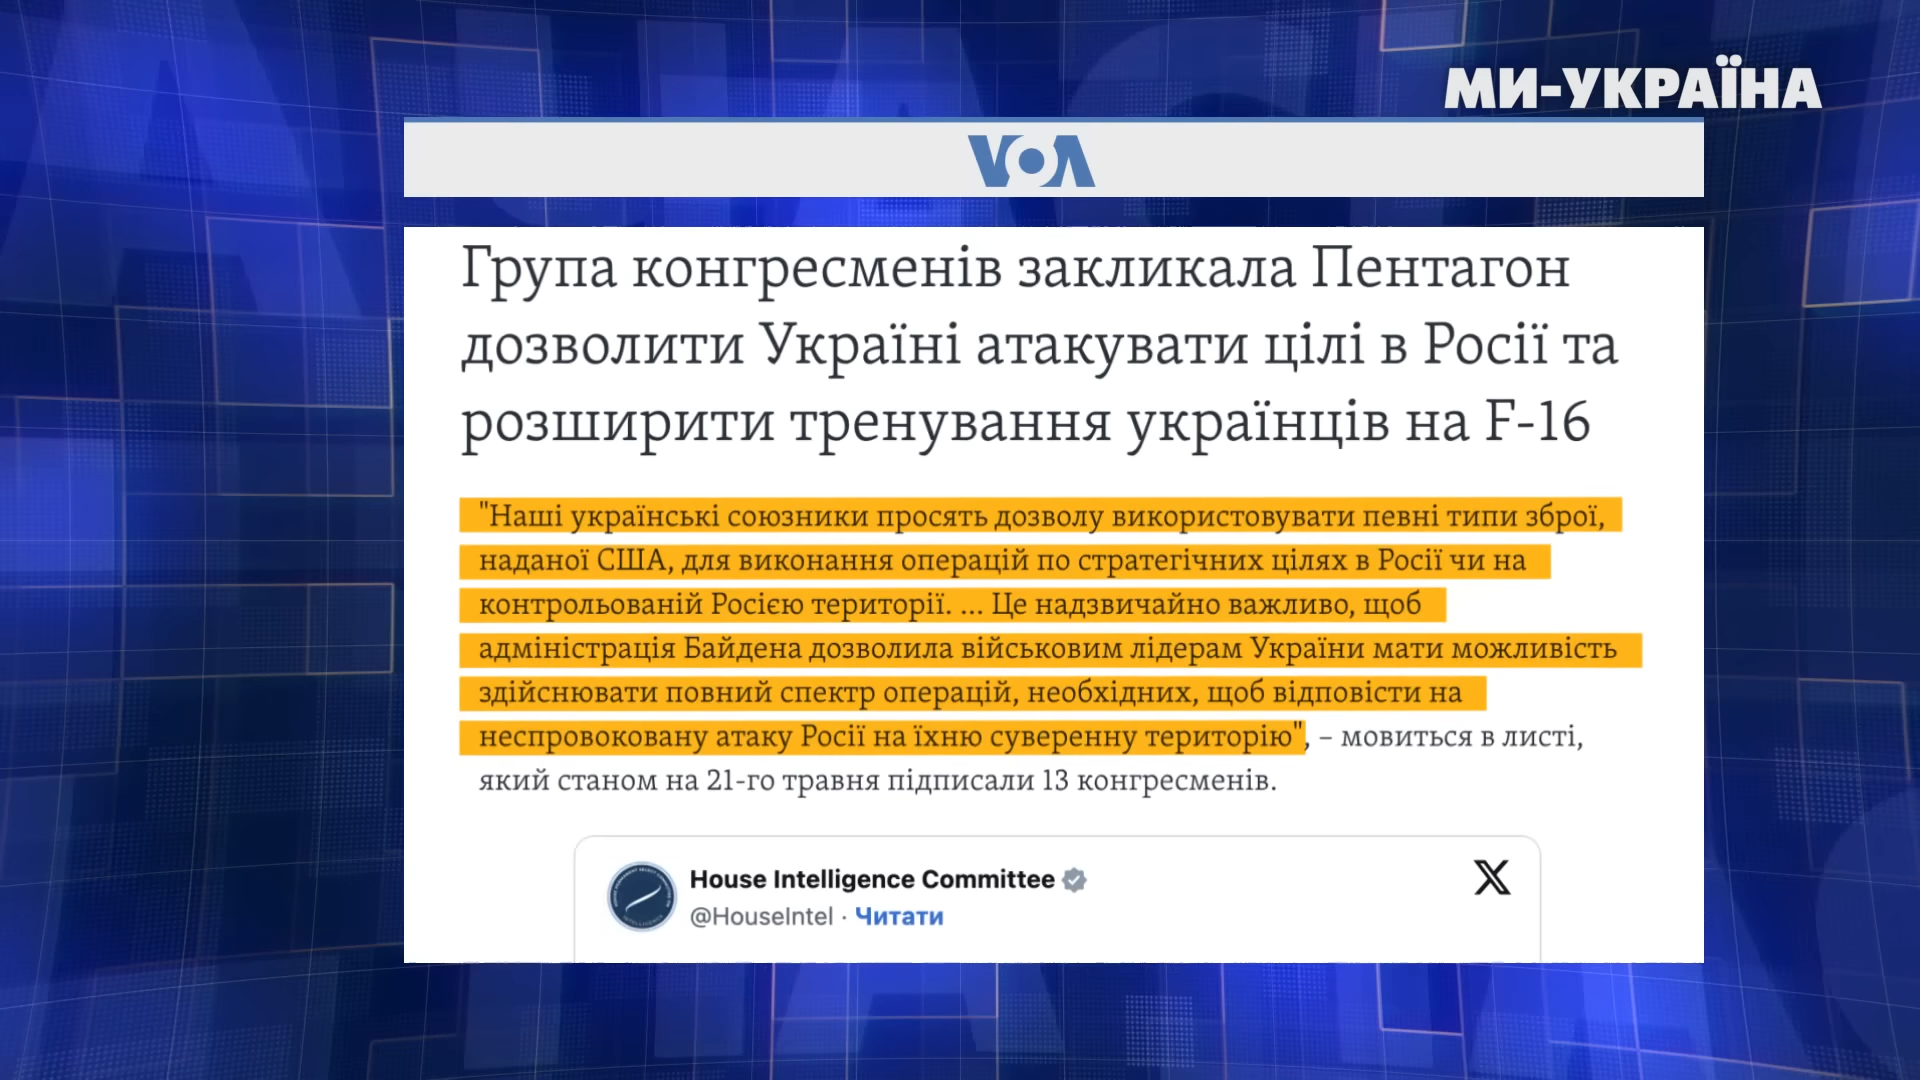 МИ-УКРАЇНА
VOA
Група конгресменів закликала Пентагон
дозволити Україні атакувати цілі в Росії та
розширити тренування українців на F-16
"Наші українські союзники просять дозволу використовувати певні типи зброї,
наданої США, для виконання операцій по стратегічних цілях в Росії чи на
контрольованій Росією території. ... Це надзвичайно важливо, щоб
адміністрація Байдена дозволила військовим лідерам України мати можливість
здійснювати повний спектр операцій, необхідних, щоб відповісти на
неспровоковану атаку Росії на їхню суверенну територію", – мовиться в листі,
який станом на 21-го травня підписали 13 конгресменів.
House Intelligence Committee
@HouseIntel · Читати